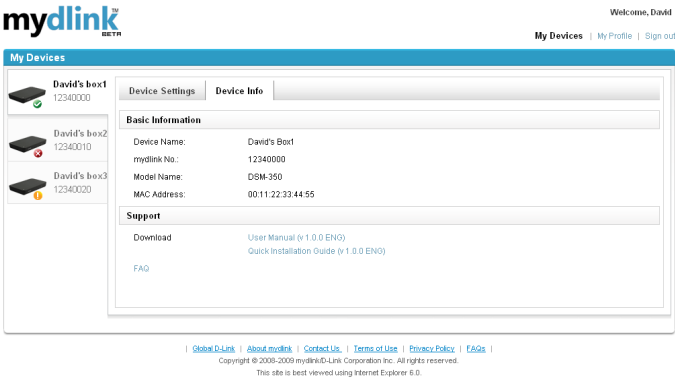 mydlink™
BETA
Welcome, David
My Devices | My Profile | Sign out
My Devices
David's box1
12340000
David's box2
12340010
David's box3
12340020
Device Settings Device Info
Basic Information
Device Name: David's Box1
mydlink No.: 12340000
Model Name: DSM-350
MAC Address: 00:11:22:33:44:55
Support
Download User Manual (v 1.0.0 ENG)
Quick Installation Guide (v 1.0.0 ENG)
FAQ
| Global D-Link | About mydlink | Contact Us | Terms of Use | Privacy Policy | FAQs |
Copyright © 2008-2009 mydlink/D-Link Corporation Inc. All rights reserved.
This site is best viewed using Internet Explorer 6.0.